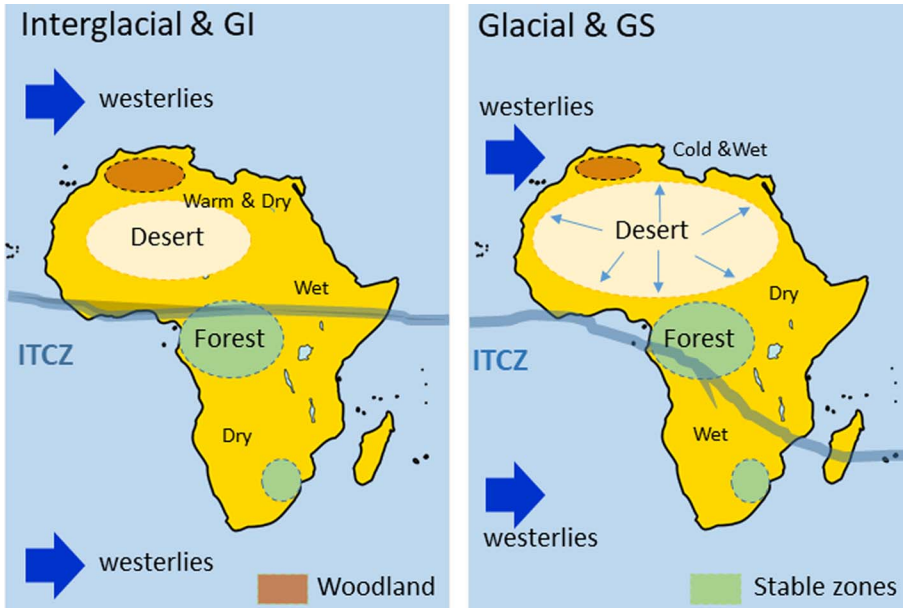 Interglacial & GI
westerlies
Warm & Dry
Desert
Wet
Forest
ITCZ
Dry
westerlies
Woodland
Glacial & GS
westerlies
Cold &Wet
Desert
Dry
Forest
ITCZ
Wet
westerlies
Stable zones